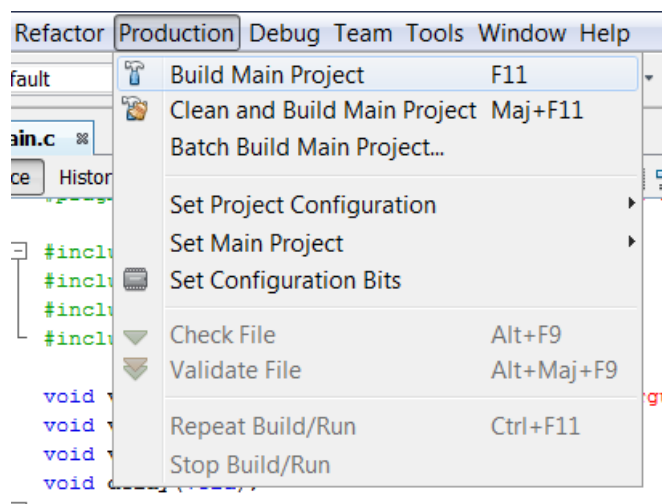 Refactor Production Debug Team Tools Window Help
fault
Build Main Project F11
Clean and Build Main Project Maj+F11
ain.c
Batch Build Main Project...
ce Histor
Set Project Configuration
#inclu
Set Main Project
#inclu
Set Configuration Bits
#inclu
#inclu
Check File Alt+F9
Validate File Alt+Maj+F9
void
void
Repeat Build/Run Ctrl+F11
void
Stop Build/Run
void